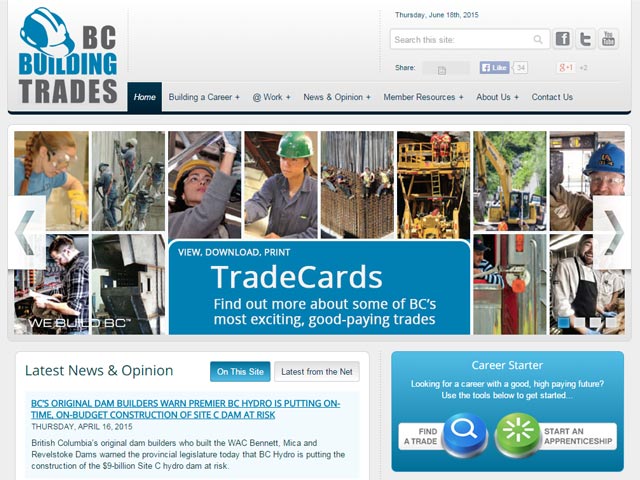 BC
BUILDING
TRADES
Thursday, June 18th, 2015
Search this site:
Share:
Like
34
+1
+2
Home
Building a Career +
@ Work +
News & Opinion +
Member Resources +
About Us +
Contact Us
VIEW, DOWNLOAD, PRINT
TradeCards
Find out more about some of BC's
most exciting, good-paying trades
WE BUILD BC™
Latest News & Opinion
On This Site
Latest from the Net
BC'S ORIGINAL DAM BUILDERS WARN PREMIER BC HYDRO IS PUTTING ON-
TIME, ON-BUDGET CONSTRUCTION OF SITE C DAM AT RISK
THURSDAY, APRIL 16, 2015
British Columbia's original dam builders who built the WAC Bennett, Mica and
Revelstoke Dams warned the provincial legislature today that BC Hydro is putting the
construction of the $9-billion Site C hydro dam at risk.
Career Starter
Looking for a career with a good, high paying future?
Use the tools below to get started...
FIND
A TRADE
START AN
APPRENTICESHIP